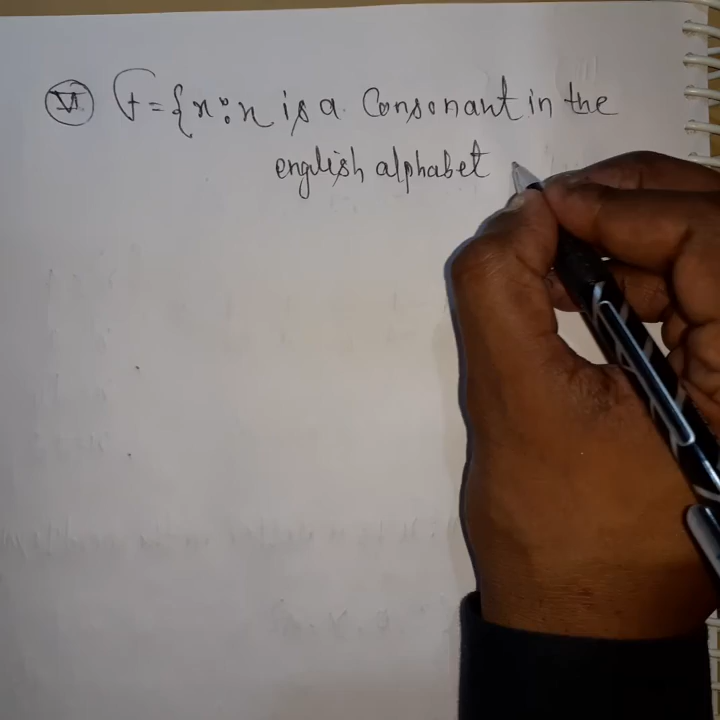 (VI) F = {x : x is a Consonant in the
english alphabet